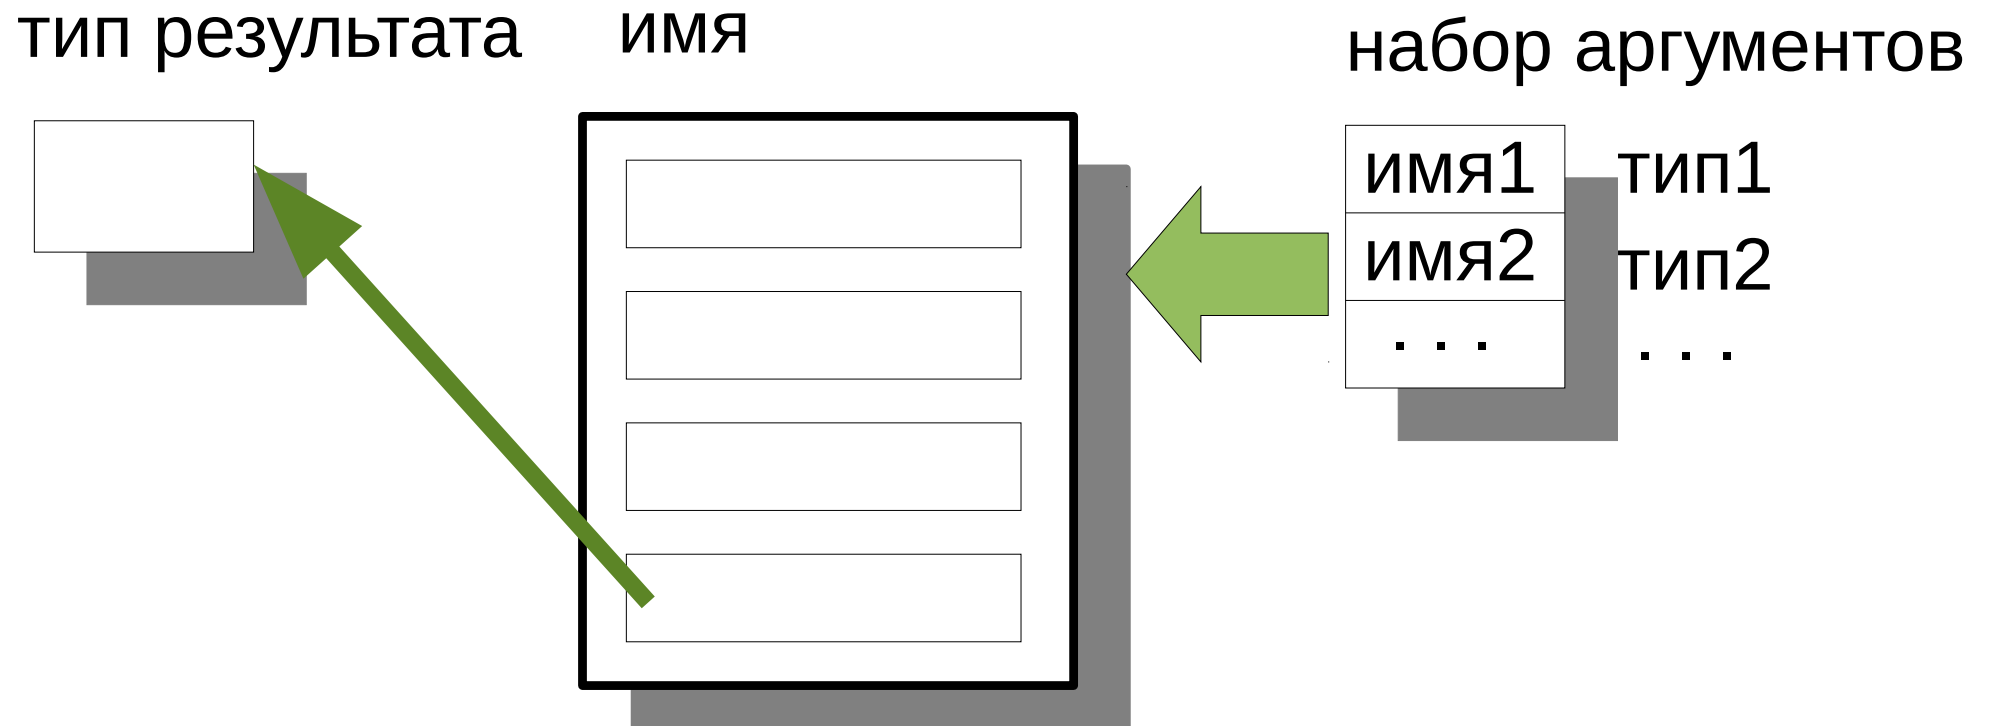 тип результата
имя
набор аргументов
имя1 тип1
имя2 тип2
. . . . . .